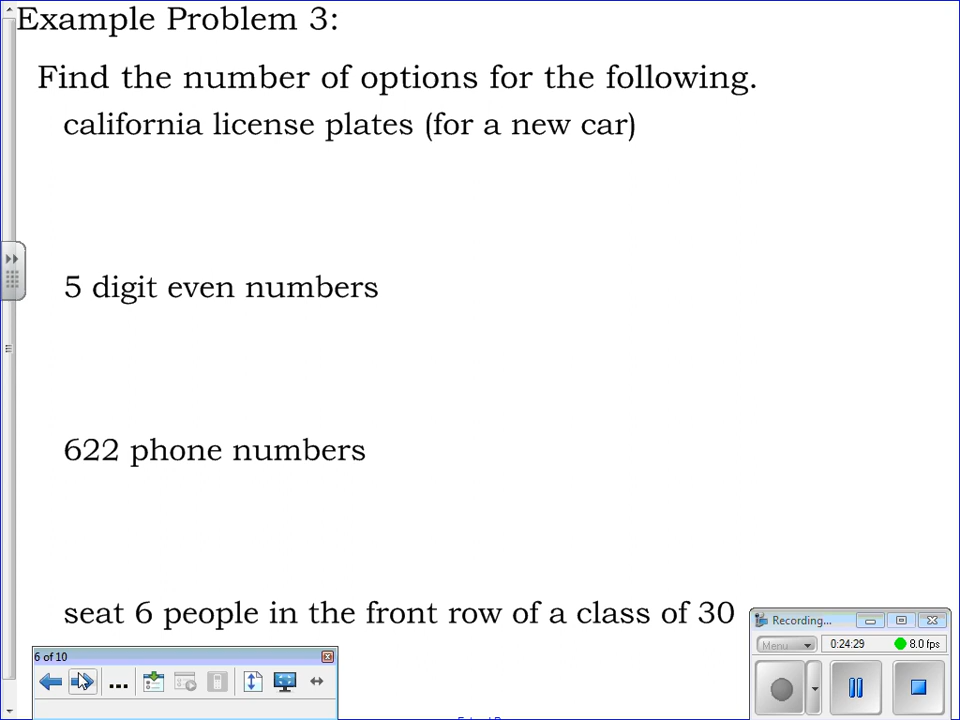 Example Problem 3:
Find the number of options for the following.
california license plates (for a new car)
5 digit even numbers
622 phone numbers
seat 6 people in the front row of a class of 30
Recording...
Menu
0:24:29
8.0 fps
6 of 10
...